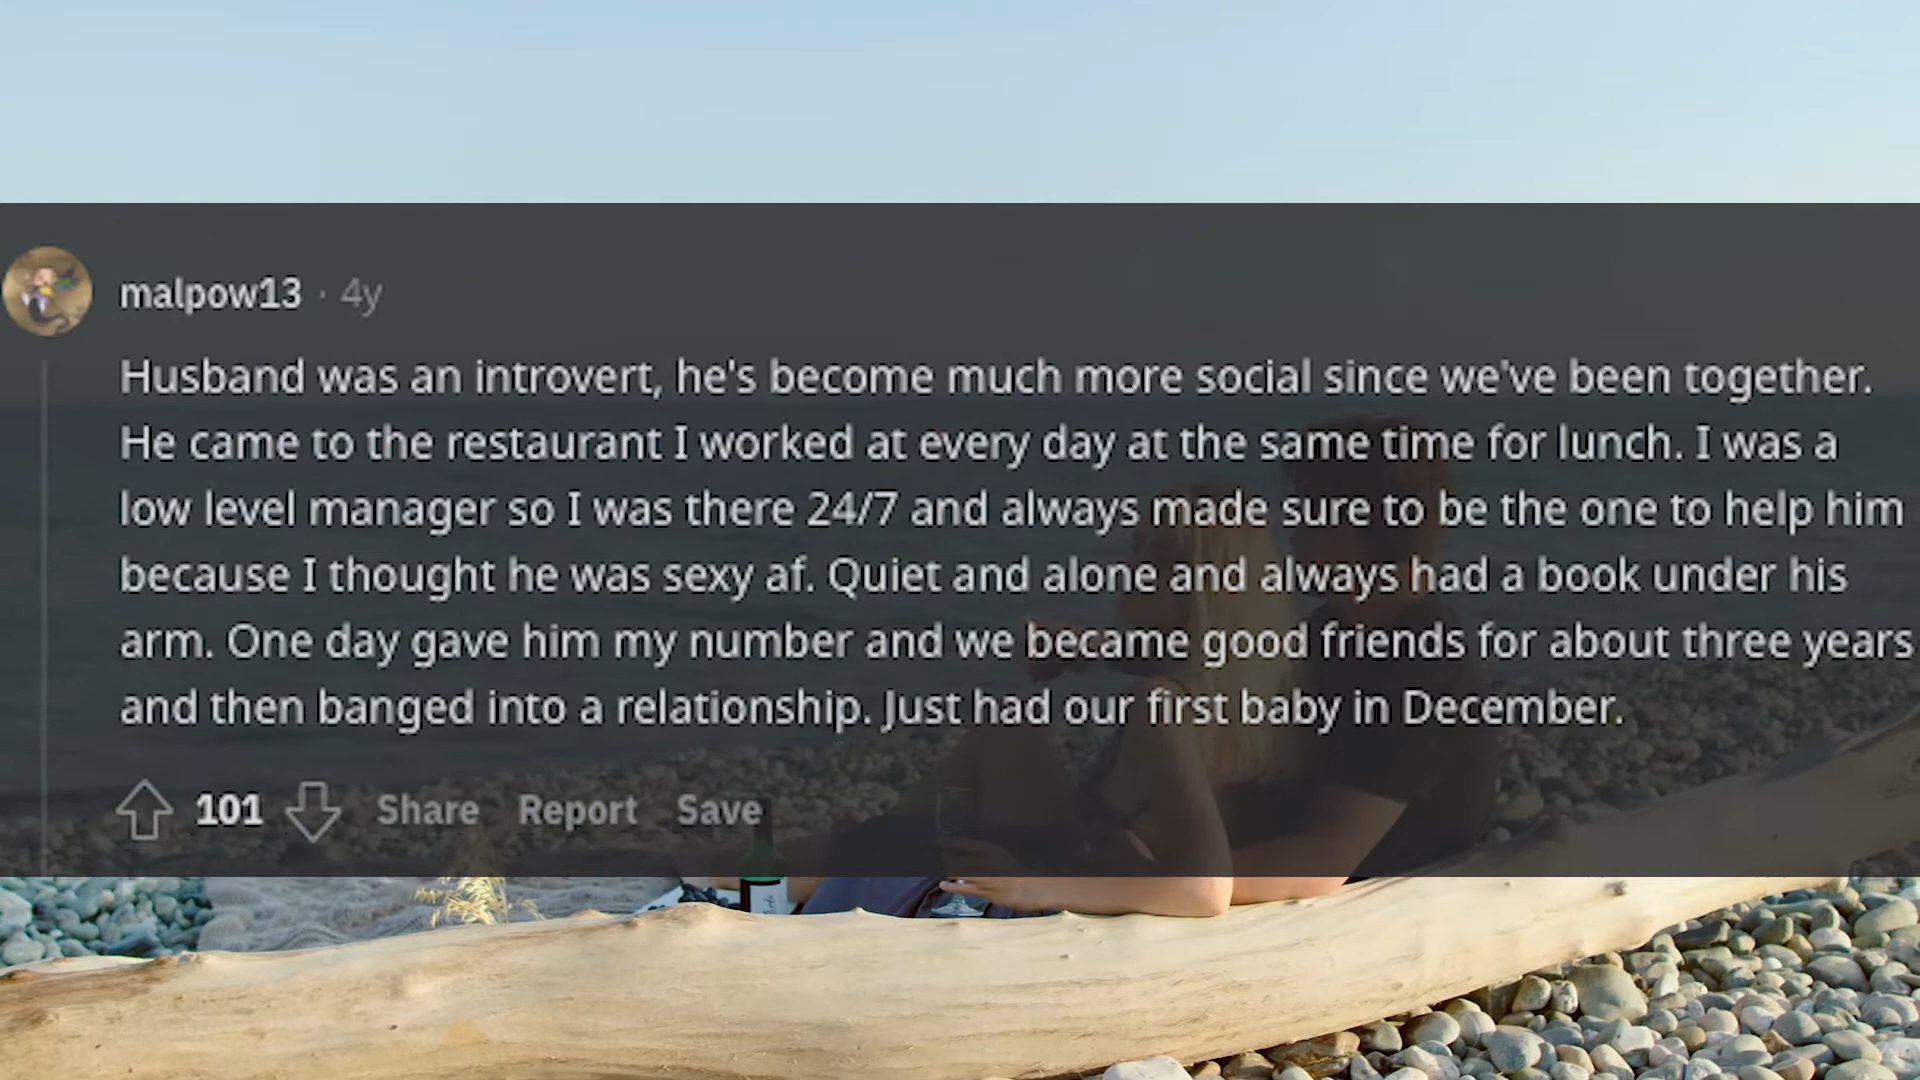 malpow13 · 4y
Husband was an introvert, he's become much more social since we've been together.
He came to the restaurant I worked at every day at the same time for lunch. I was a
low level manager so I was there 24/7 and always made sure to be the one to help him
because I thought he was sexy af. Quiet and alone and always had a book under his
arm. One day gave him my number and we became good friends for about three years
and then banged into a relationship. Just had our first baby in December.
101 Share Report Save